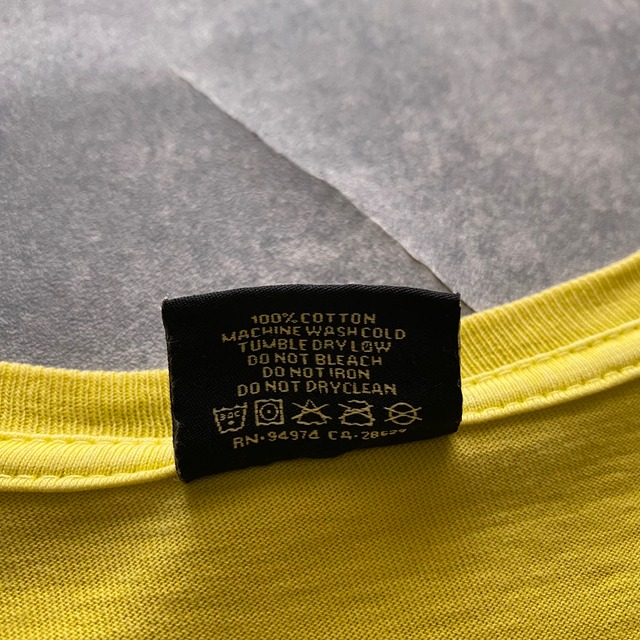 100% COTTON
MACHINE WASH COLD
TUMBLE DRY LOW
DO NOT BLEACH
DO NOT IRON
DO NOT DRYCLEAN
RN•94974